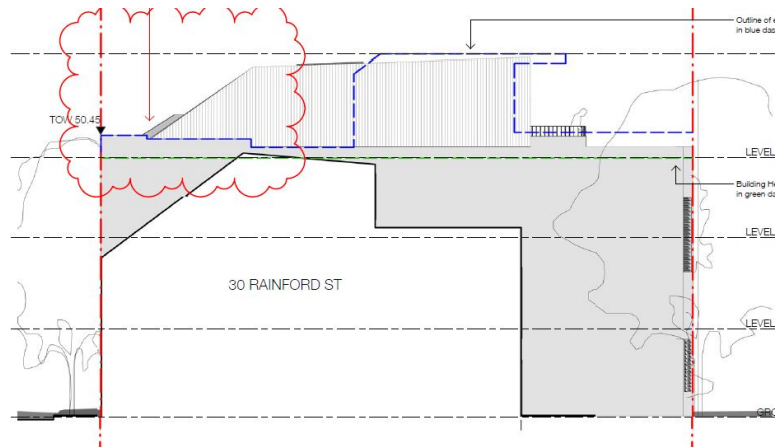 Outline of e
in blue das
TOW 50.45
LEVEL
Building He
in green da
LEVEL
30 RAINFORD ST
LEVEL
GRO